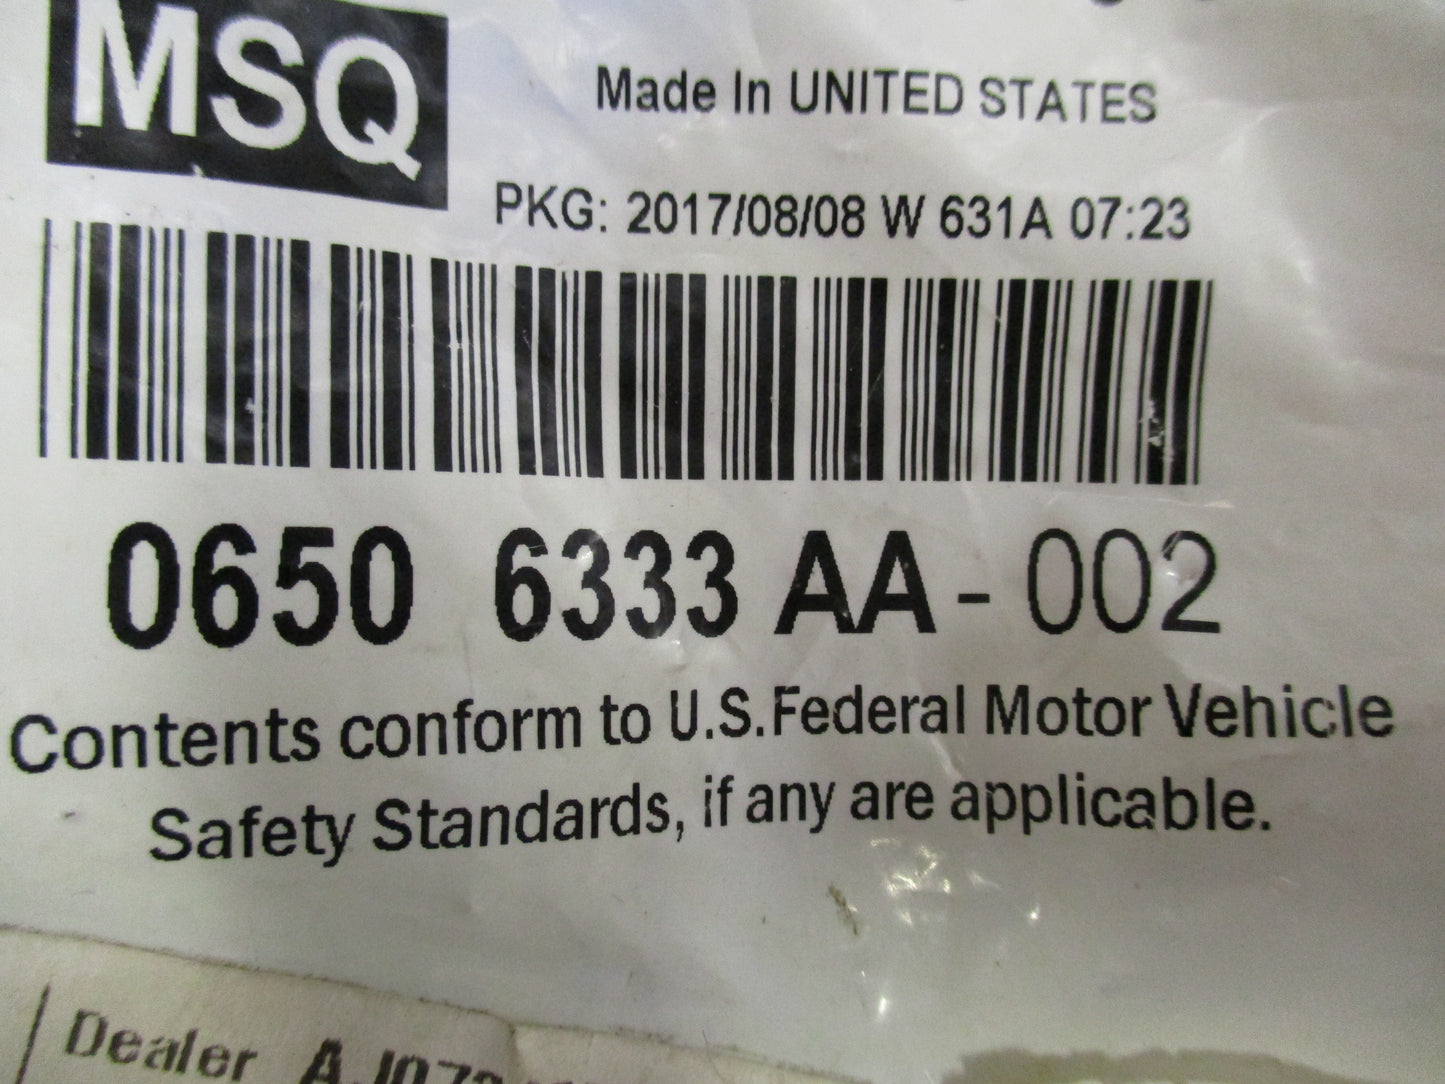 MSQ
Made In UNITED STATES
PKG: 2017/08/08 W 631A 07:23
0650 6333 AA - 002
Contents conform to U.S.Federal Motor Vehicle
Safety Standards, if any are applicable.
Dealer